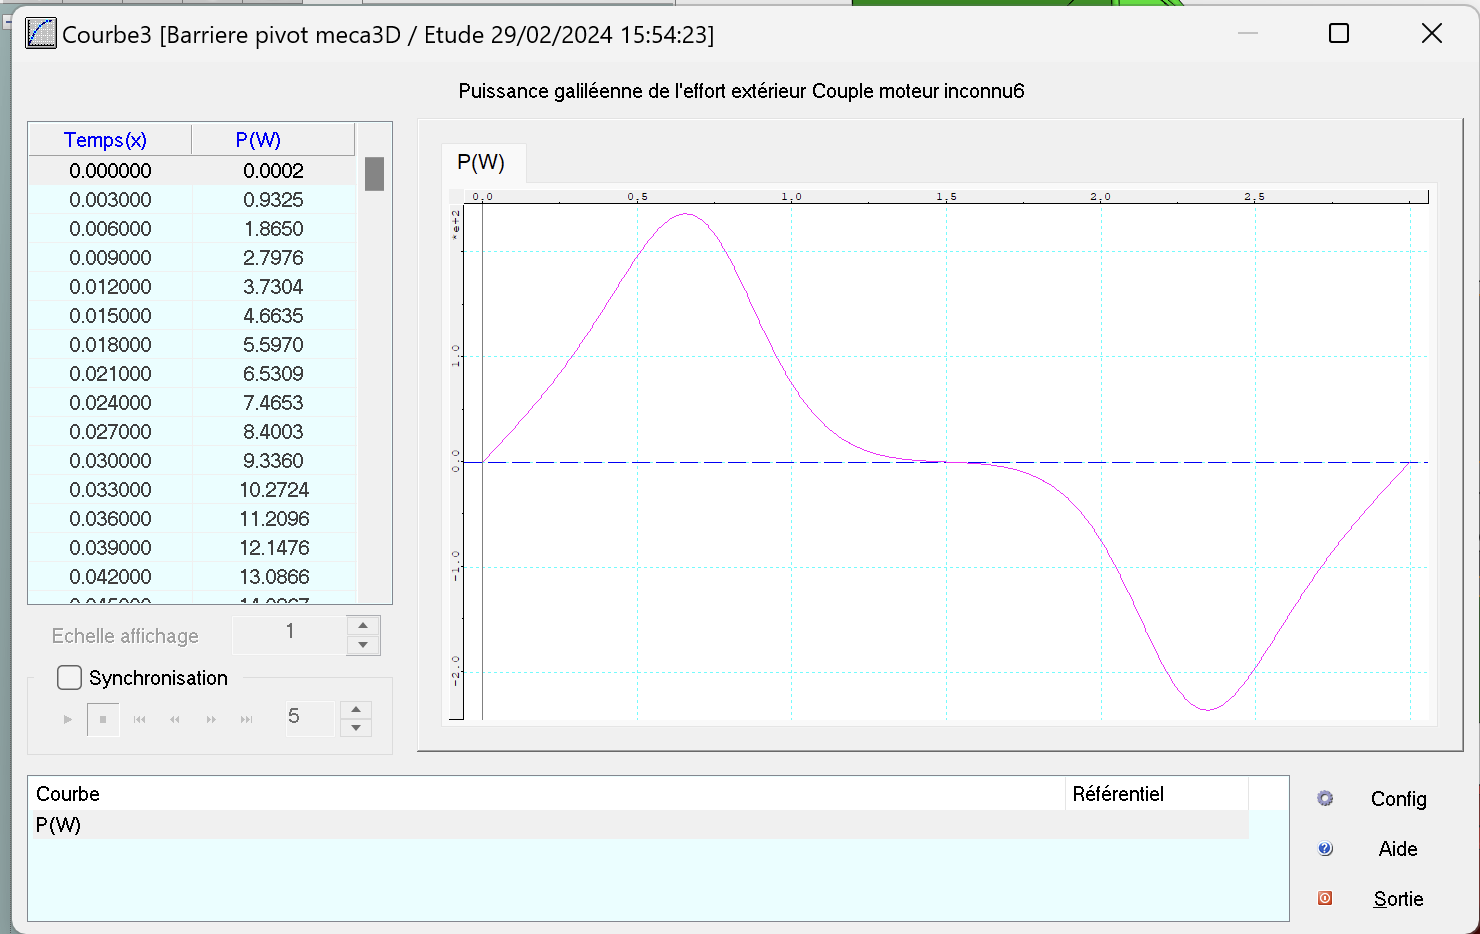 Courbe3 [Barriere pivot meca3D / Etude 29/02/2024 15:54:23]
Puissance galiléenne de l'effort extérieur Couple moteur inconnu6
Temps(x) P(W)
0.000000 0.0002
0.003000 0.9325
0.006000 1.8650
0.009000 2.7976
0.012000 3.7304
0.015000 4.6635
0.018000 5.5970
0.021000 6.5309
0.024000 7.4653
0.027000 8.4003
0.030000 9.3360
0.033000 10.2724
0.036000 11.2096
0.039000 12.1476
0.042000 13.0866
P(W)
0.0 0.5 1.0 1.5 2.0 2.5
*e+2
1.0
0.0
-1.0
-2.0
Echelle affichage 1
Synchronisation
5
Courbe Référentiel
P(W)
Config
Aide
Sortie